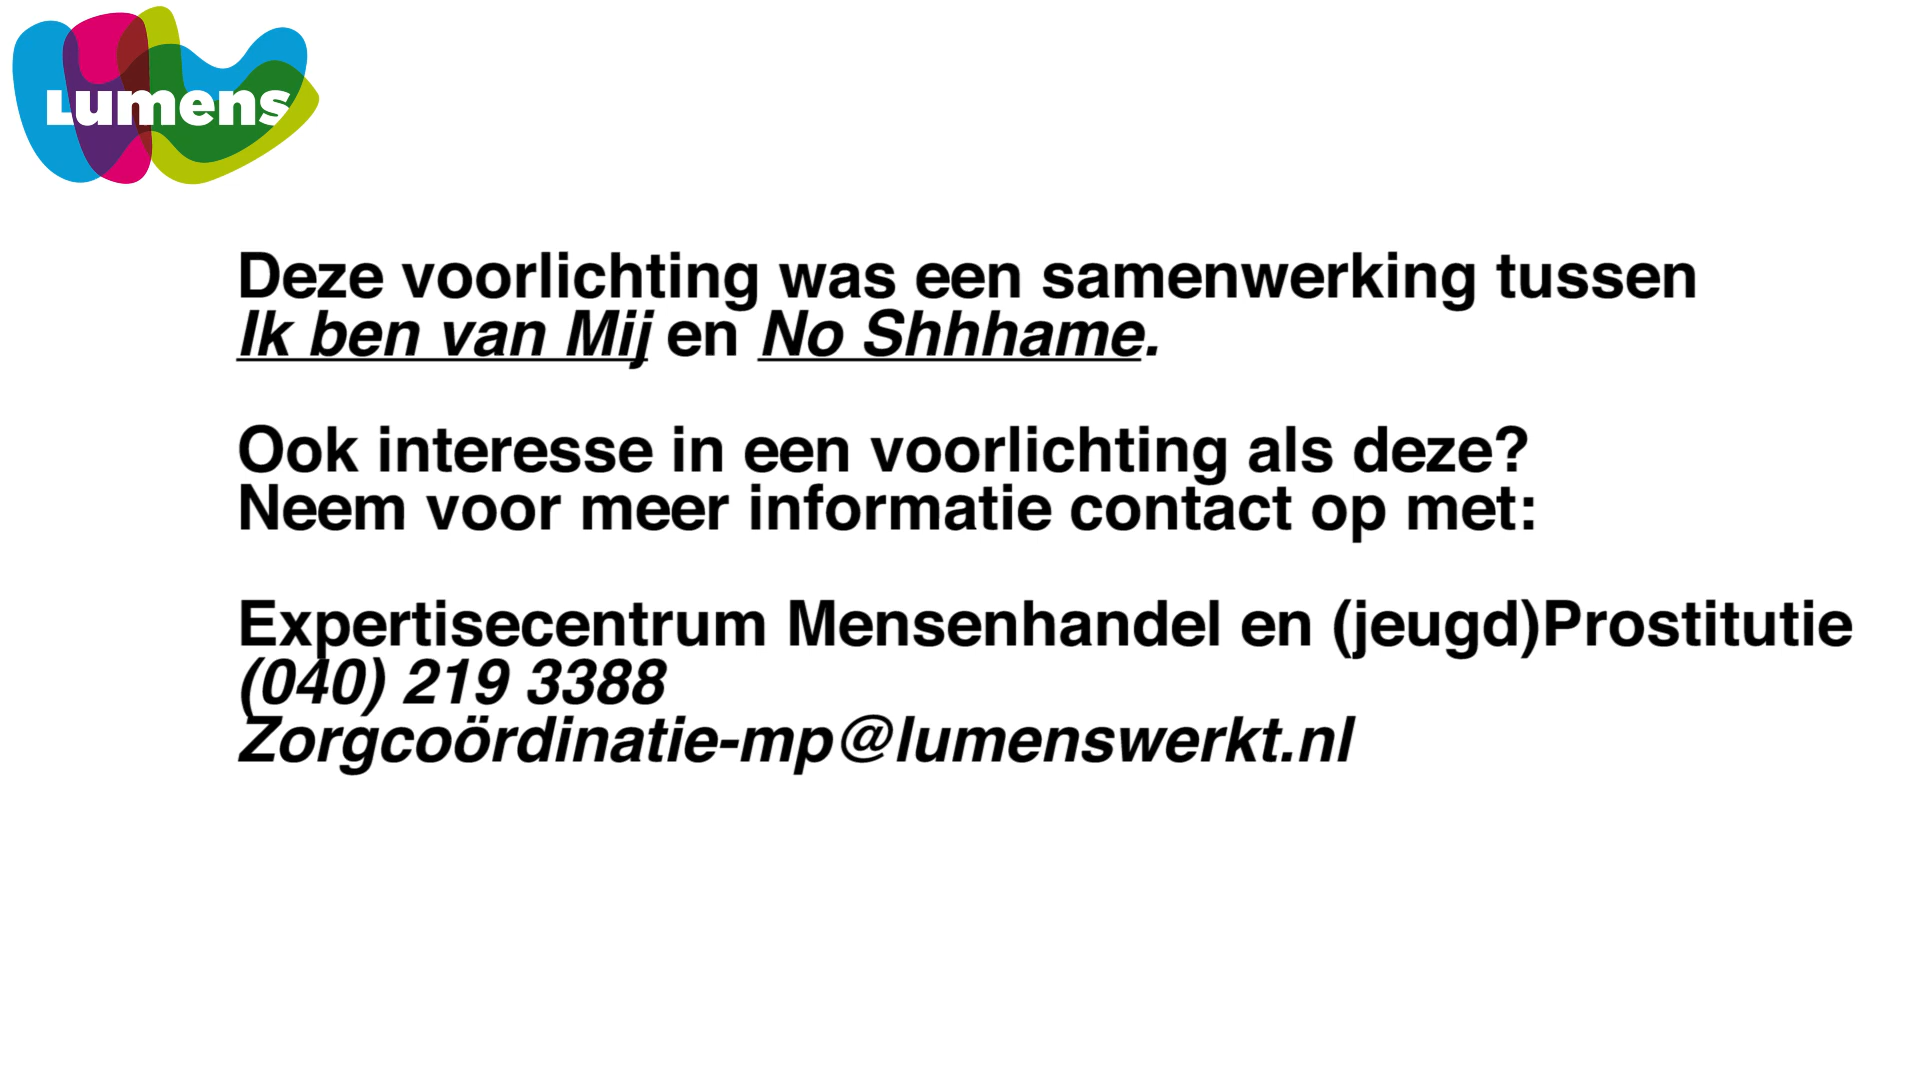 Lumens
Deze voorlichting was een samenwerking tussen
Ik ben van Mij en No Shhhame.
Ook interesse in een voorlichting als deze?
Neem voor meer informatie contact op met:
Expertisecentrum Mensenhandel en (jeugd)Prostitutie
(040) 219 3388
Zorgcoördinatie-mp@lumenswerkt.nl